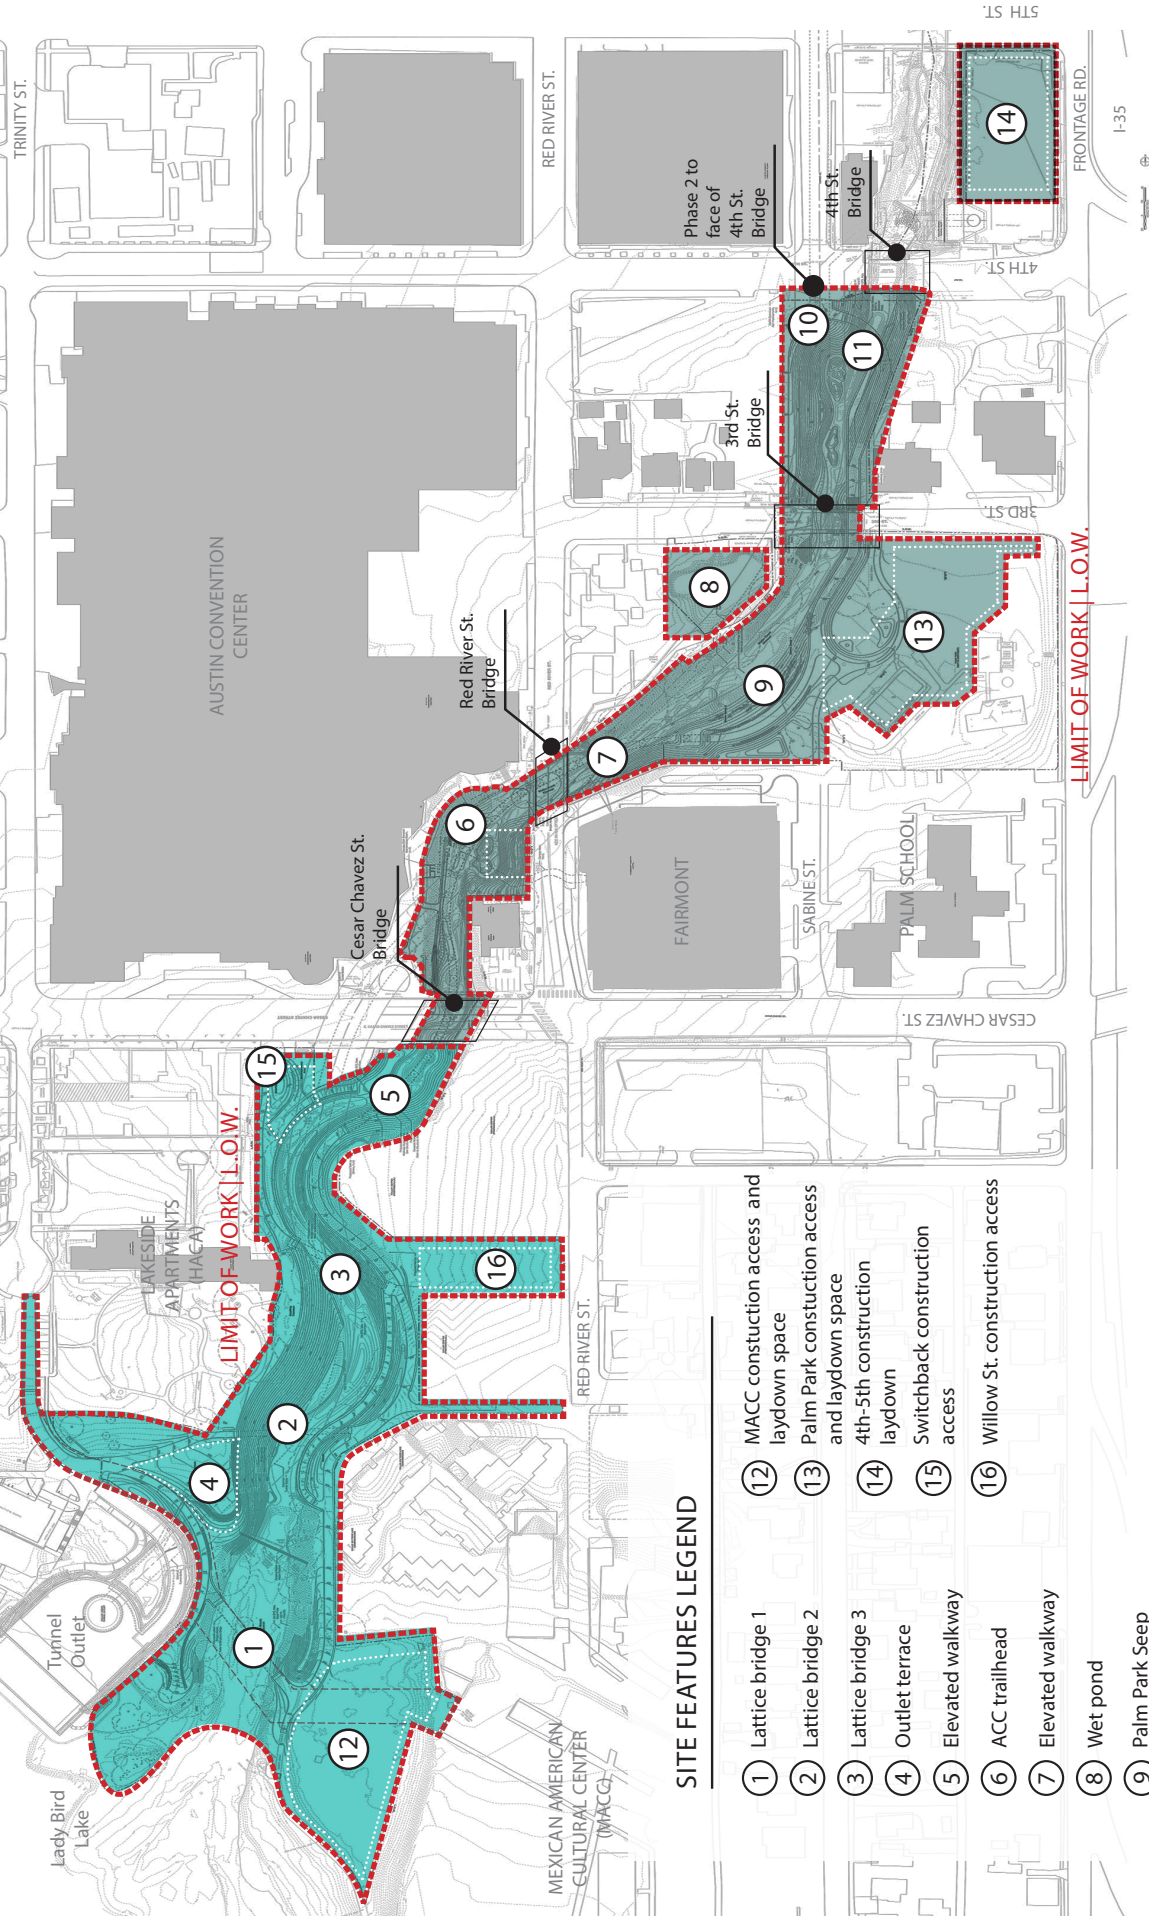 TRINITY ST.
RED RIVER ST.
5TH ST.
FRONTAGE RD.
I-35
14
Phase 2 to
face of
4th St.
Bridge
4th St.
Bridge
4TH ST.
10
11
3rd St.
Bridge
3RD ST.
AUSTIN CONVENTION
CENTER
8
13
9
LIMIT OF WORK | L.O.W.
Red River St.
Bridge
7
6
Cesar Chavez St.
Bridge
FAIRMONT
SABINE ST.
PALM SCHOOL
CESAR CHAVEZ ST.
15
5
LIMIT OF WORK | L.O.W.
LAKESIDE
APARTMENTS
(HACA)
3
16
RED RIVER ST.
2
4
Tunnel
Outlet
1
12
Lady Bird
Lake
MEXICAN AMERICAN
CULTURAL CENTER
(MACC)
SITE FEATURES LEGEND
1 Lattice bridge 1
2 Lattice bridge 2
3 Lattice bridge 3
4 Outlet terrace
5 Elevated walkway
6 ACC trailhead
7 Elevated walkway
8 Wet pond
9 Palm Park Seep
12 MACC constuction access and
laydown space
13 Palm Park constuction access
and laydown space
14 4th-5th construction
laydown
15 Switchback construction
access
16 Willow St. construction access